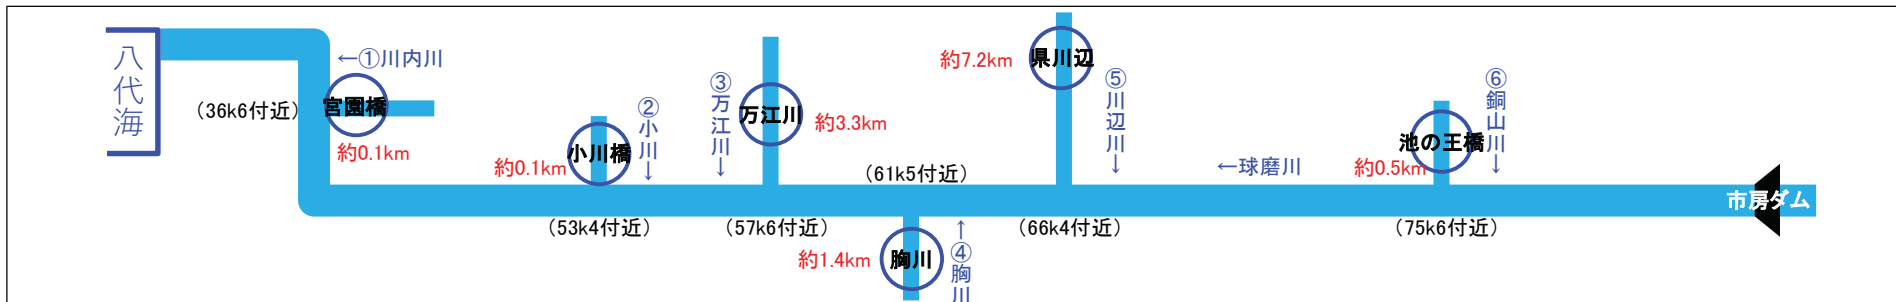 八代海
←①川内川
宮園橋
（36k6付近）
約0.1km
小川橋
約0.1km
②小川→
（53k4付近）
③万江川→
万江川
約3.3km
（57k6付近）
（61k5付近）
胸川
約1.4km
←④胸川
県川辺
約7.2km
⑤川辺川→
（66k4付近）
←球磨川
池の王橋
約0.5km
⑥銅山川→
（75k6付近）
市房ダム